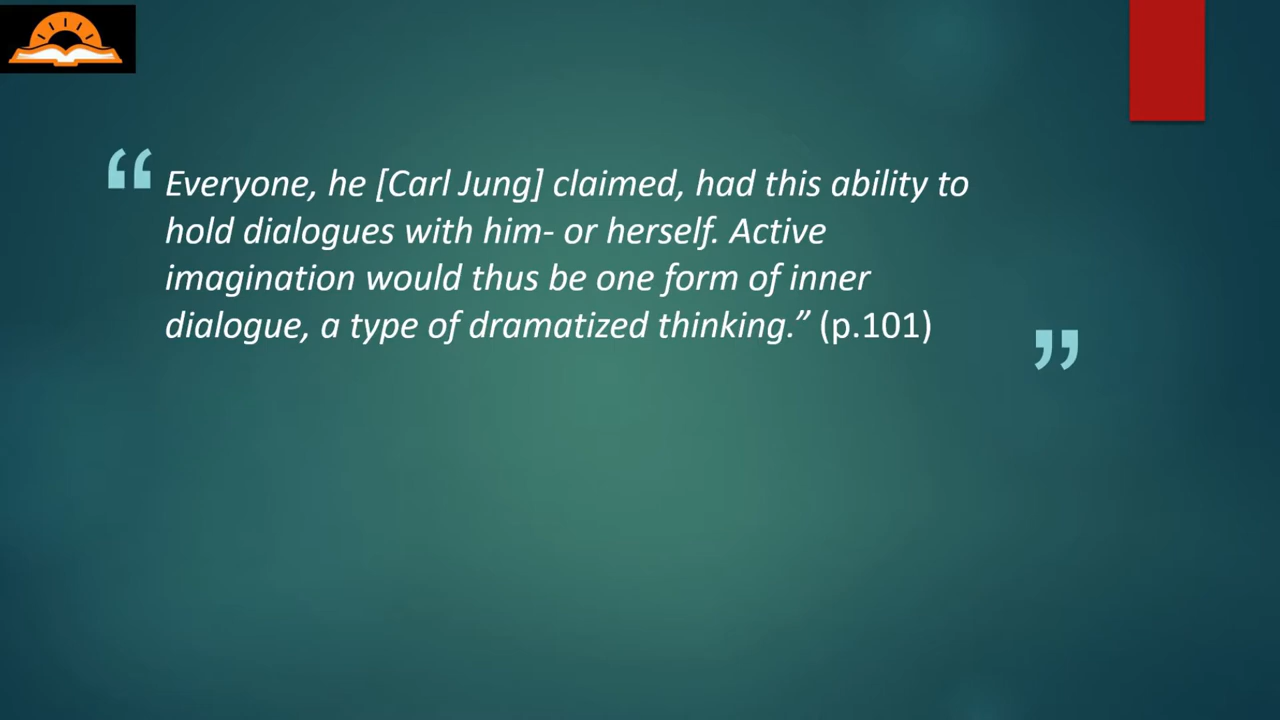 “ Everyone, he [Carl Jung] claimed, had this ability to
hold dialogues with him- or herself. Active
imagination would thus be one form of inner
dialogue, a type of dramatized thinking.” (p.101)
”